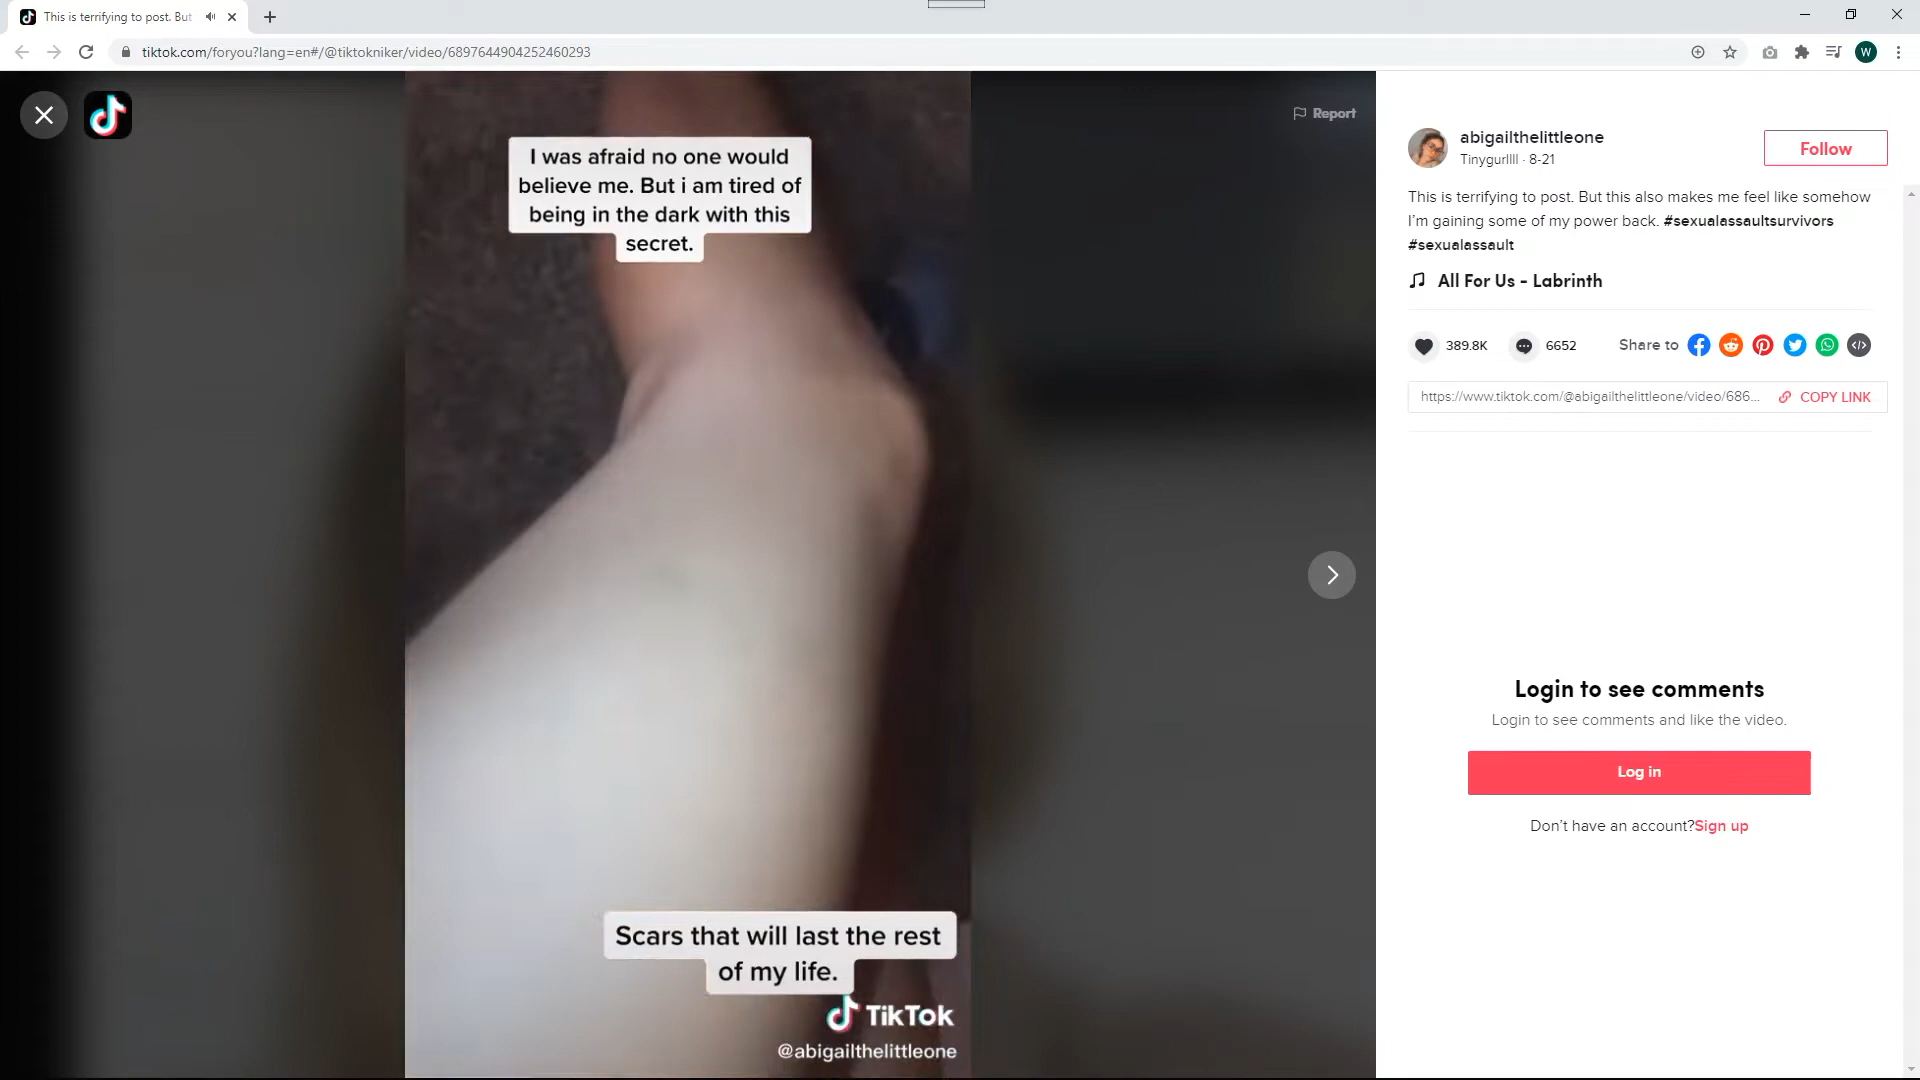 This is terrifying to post. But
tiktok.com/foryou?lang=en#/@tiktokniker/video/6897644904252460293
W
Report
I was afraid no one would
believe me. But i am tired of
being in the dark with this
secret.
Scars that will last the rest
of my life.
TikTok
@abigailthelittleone
abigailthelittleone
Tinygurllll · 8-21
Follow
This is terrifying to post. But this also makes me feel like somehow
I’m gaining some of my power back. #sexualassaultsurvivors
#sexualassault
All For Us - Labrinth
389.8K
6652
Share to
https://www.tiktok.com/@abigailthelittleone/video/686...
COPY LINK
Login to see comments
Login to see comments and like the video.
Log in
Don’t have an account?Sign up